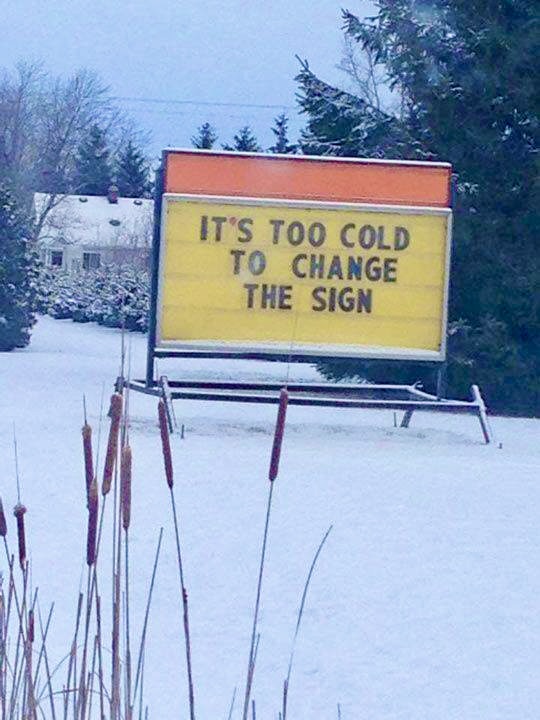 IT'S TOO COLD
TO CHANGE
THE SIGN